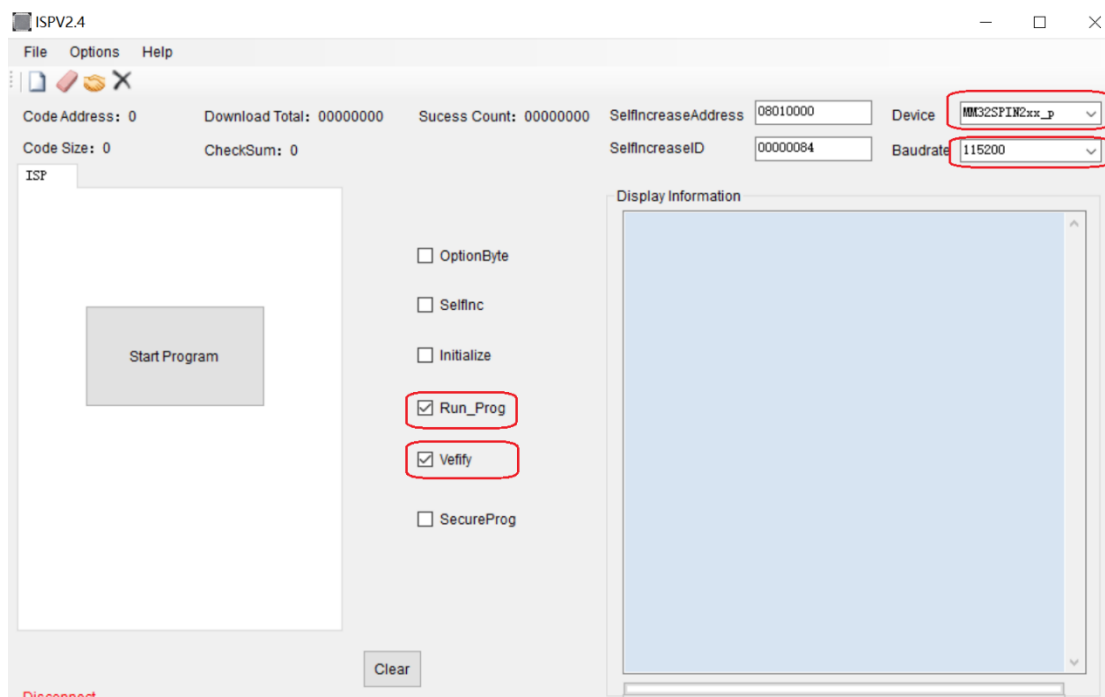 ISPV2.4
File Options Help
Code Address: 0 Download Total: 00000000 Sucess Count: 00000000 SelfIncreaseAddress 08010000 Device MM32SPIN2xx_p
Code Size: 0 CheckSum: 0 SelfIncreaseID 00000084 Baudrate 115200
ISP
Display Information
OptionByte
SelfInc
Initialize
Start Program
Run_Prog
Vefify
SecureProg
Clear
Disconnect